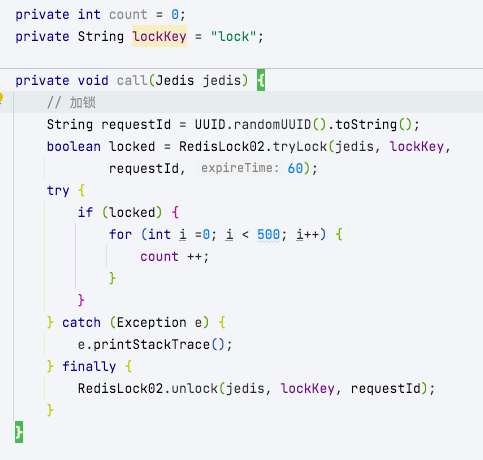 private int count = 0;
private String lockKey = "lock";
private void call(Jedis jedis) {
// 加锁
String requestId = UUID.randomUUID().toString();
boolean locked = RedisLock02.tryLock(jedis, lockKey,
requestId, expireTime: 60);
try {
if (locked) {
for (int i =0; i < 500; i++) {
count ++;
}
}
} catch (Exception e) {
e.printStackTrace();
} finally {
RedisLock02.unlock(jedis, lockKey, requestId);
}
}